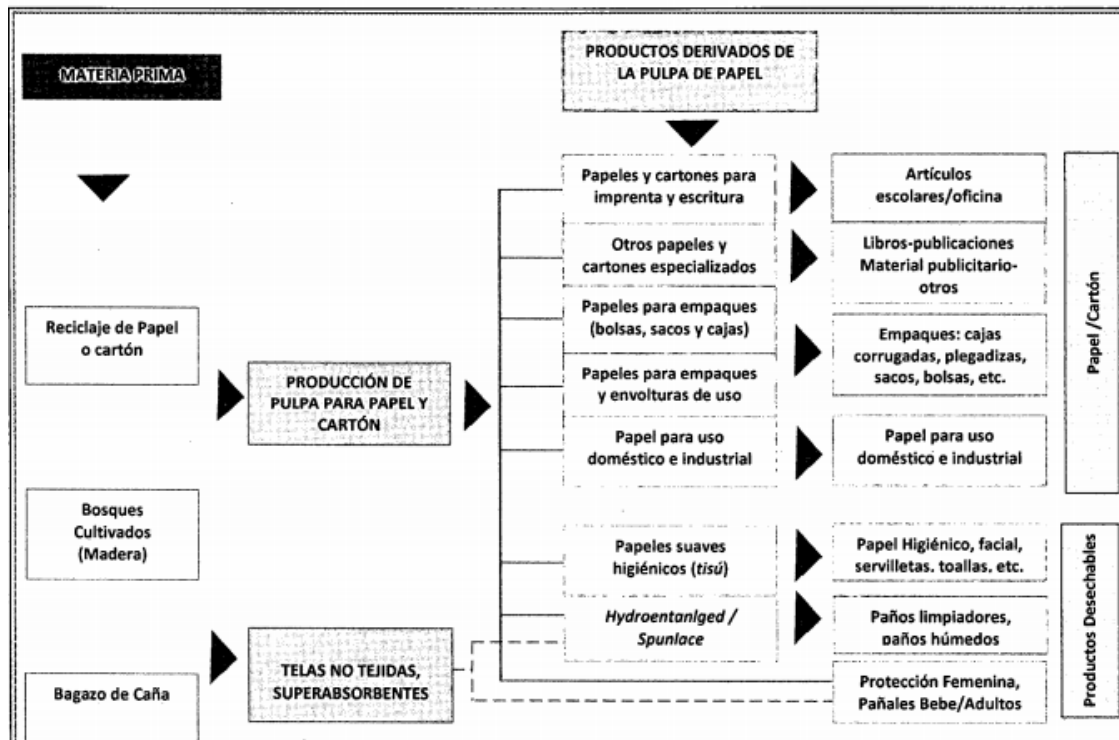 MATERIA PRIMA
PRODUCTOS DERIVADOS DE
LA PULPA DE PAPEL
Reciclaje de Papel
o cartón
Bosques
Cultivados
(Madera)
Bagazo de Caña
PRODUCCIÓN DE
PULPA PARA PAPEL Y
CARTÓN
TELAS NO TEJIDAS,
SUPERABSORBENTES
Papeles y cartones para
imprenta y escritura
Artículos
escolares/oficina
Otros papeles y
cartones especializados
Libros-publicaciones
Material publicitario-
otros
Papeles para empaques
(bolsas, sacos y cajas)
Papeles para empaques
y envolturas de uso
Empaques: cajas
corrugadas, plegadizas,
sacos, bolsas, etc.
Papel para uso
doméstico e industrial
Papel para uso
doméstico e industrial
Papeles suaves
higiénicos (tisú)
Papel Higiénico, facial,
servilletas, toallas, etc.
Hydroentanlged /
Spunlace
Paños limpiadores,
paños húmedos
Protección Femenina,
Pañales Bebe/Adultos
Papel /Cartón
Productos Desechables